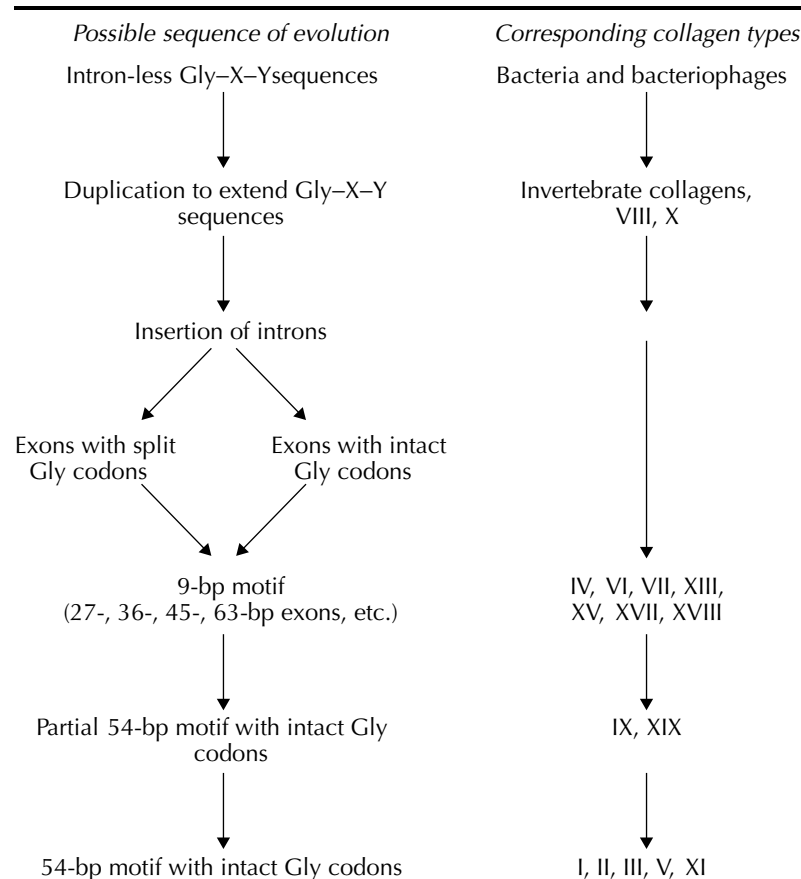 Possible sequence of evolution
Corresponding collagen types
Intron-less Gly–X–Ysequences
Bacteria and bacteriophages
Duplication to extend Gly–X–Y
sequences
Invertebrate collagens,
VIII, X
Insertion of introns
Exons with split
Gly codons
Exons with intact
Gly codons
9-bp motif
(27-, 36-, 45-, 63-bp exons, etc.)
IV, VI, VII, XIII,
XV, XVII, XVIII
Partial 54-bp motif with intact Gly
codons
IX, XIX
54-bp motif with intact Gly codons
I, II, III, V, XI